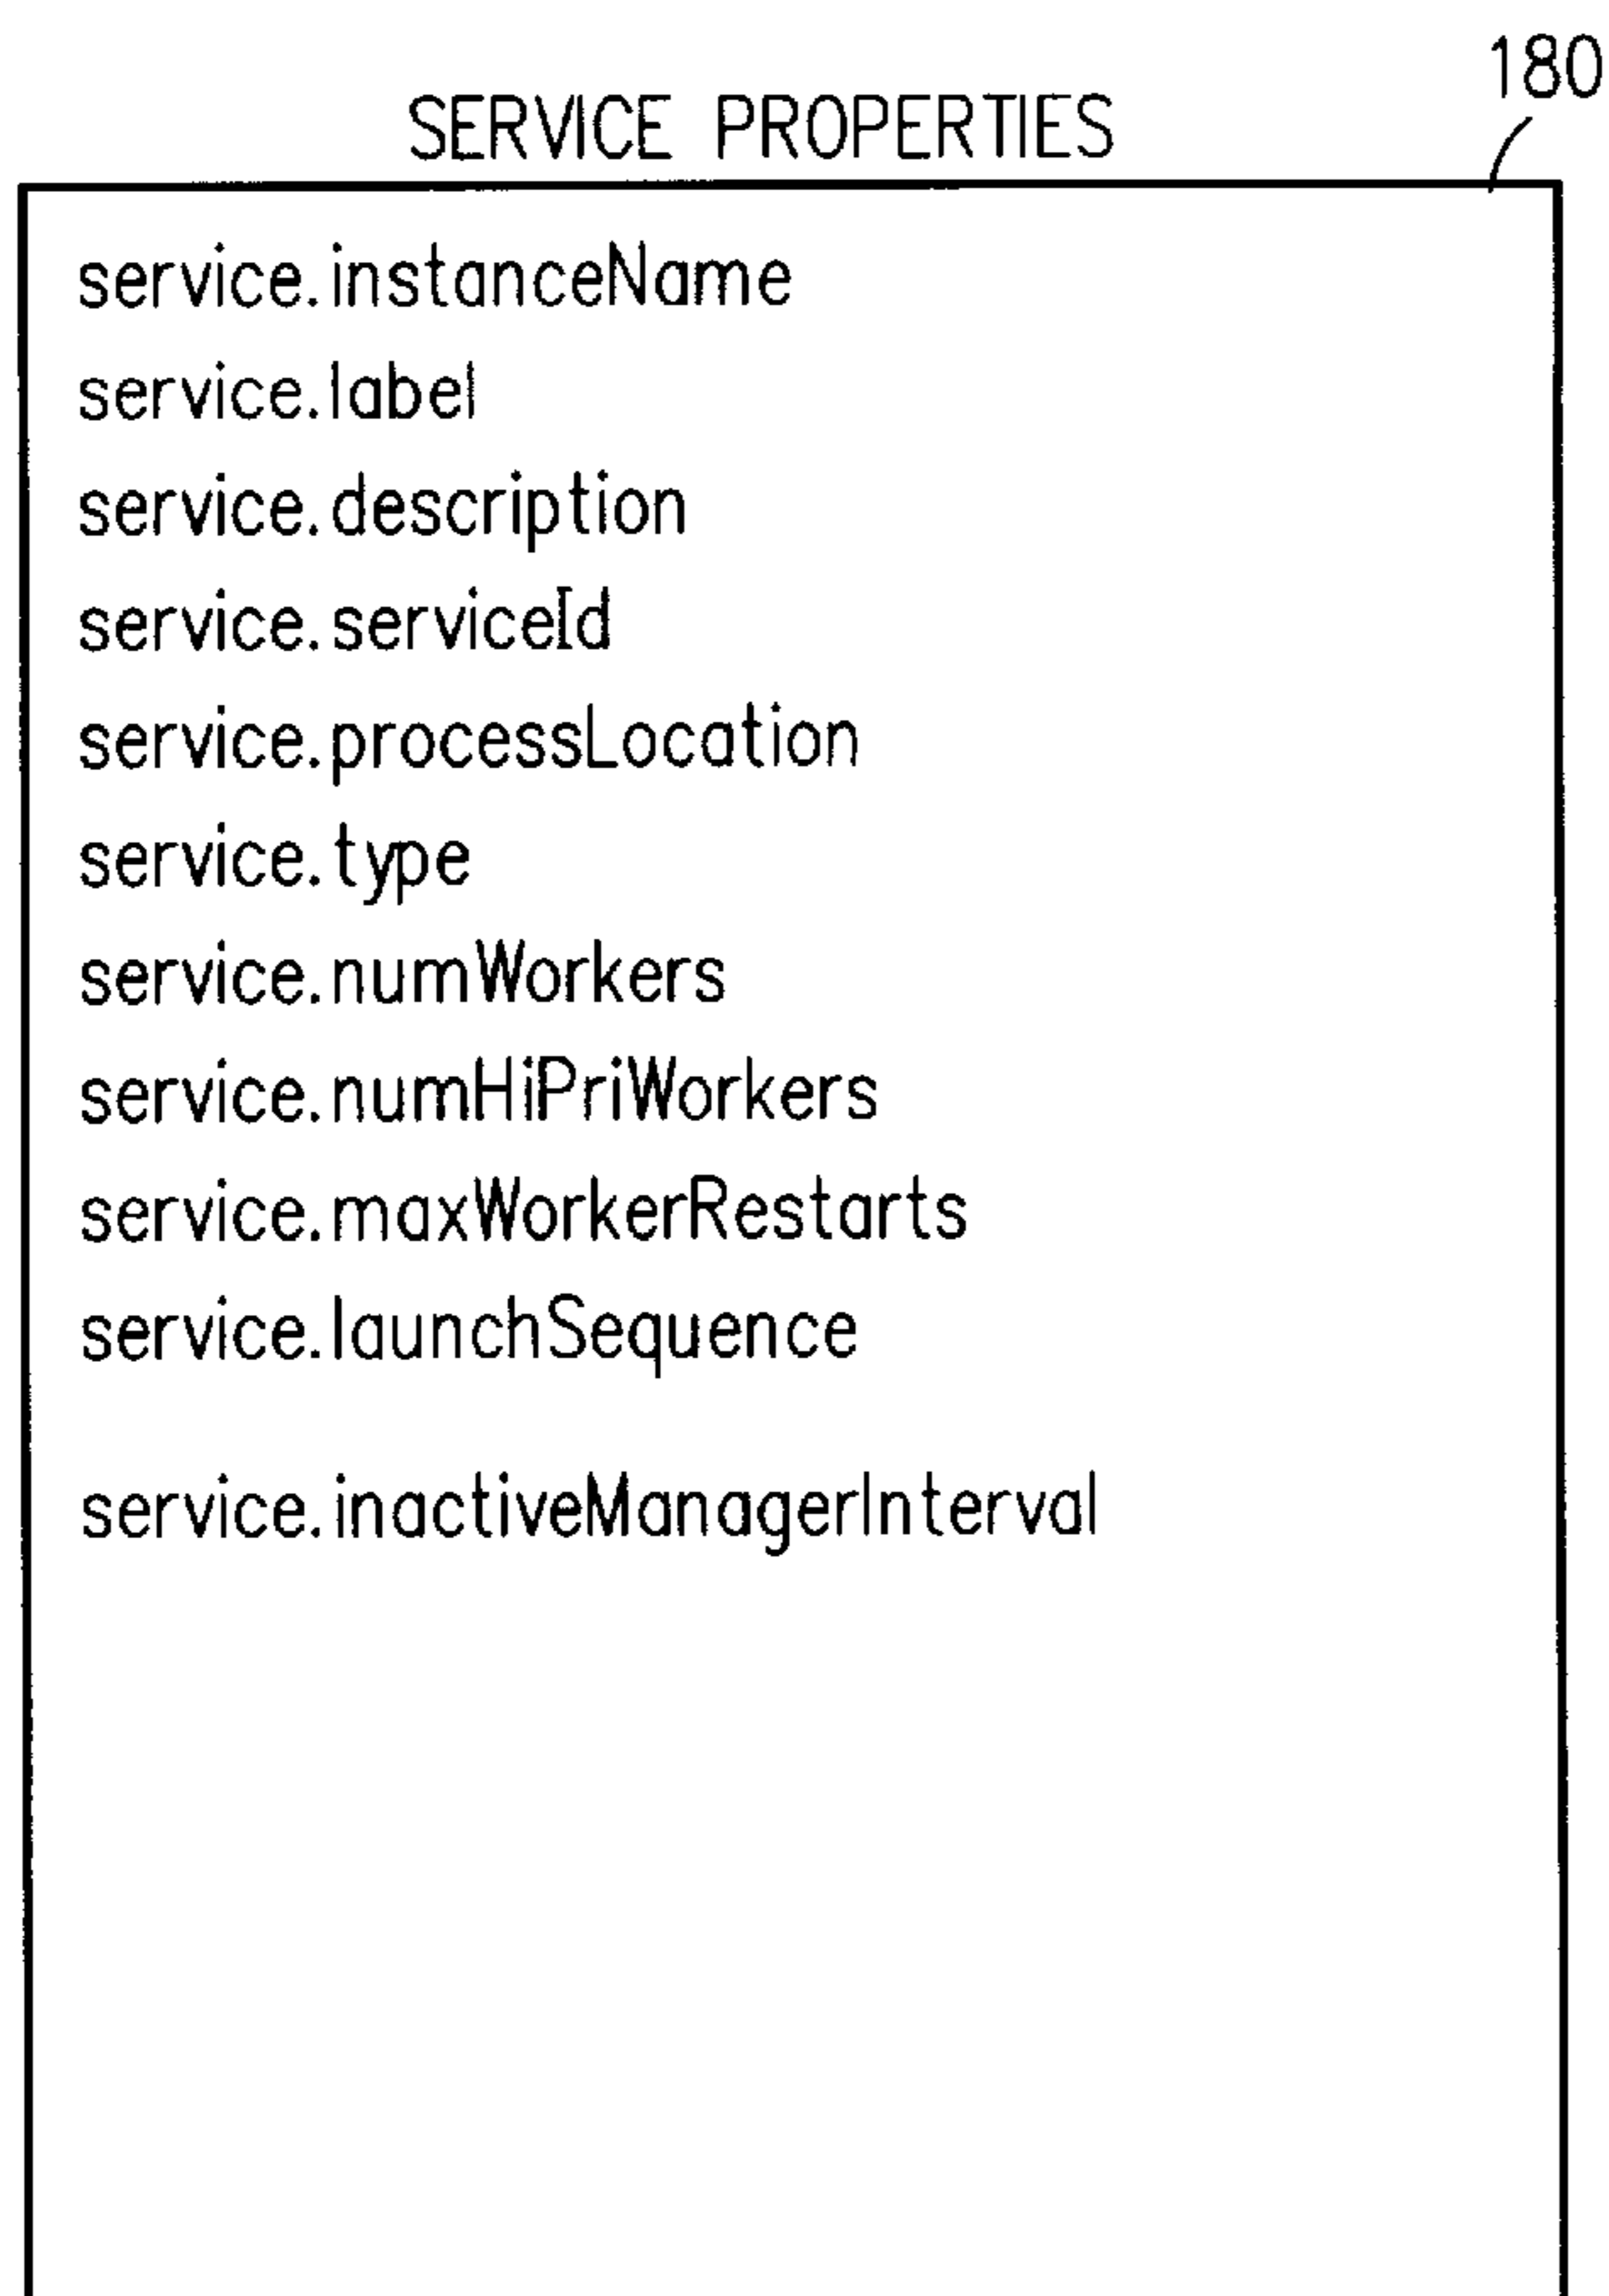 180
SERVICE PROPERTIES
service.instanceName
service.label
service.description
service.serviceId
service.processLocation
service.type
service.numWorkers
service.numHiPriWorkers
service.maxWorkerRestarts
service.launchSequence
service.inactiveManagerInterval